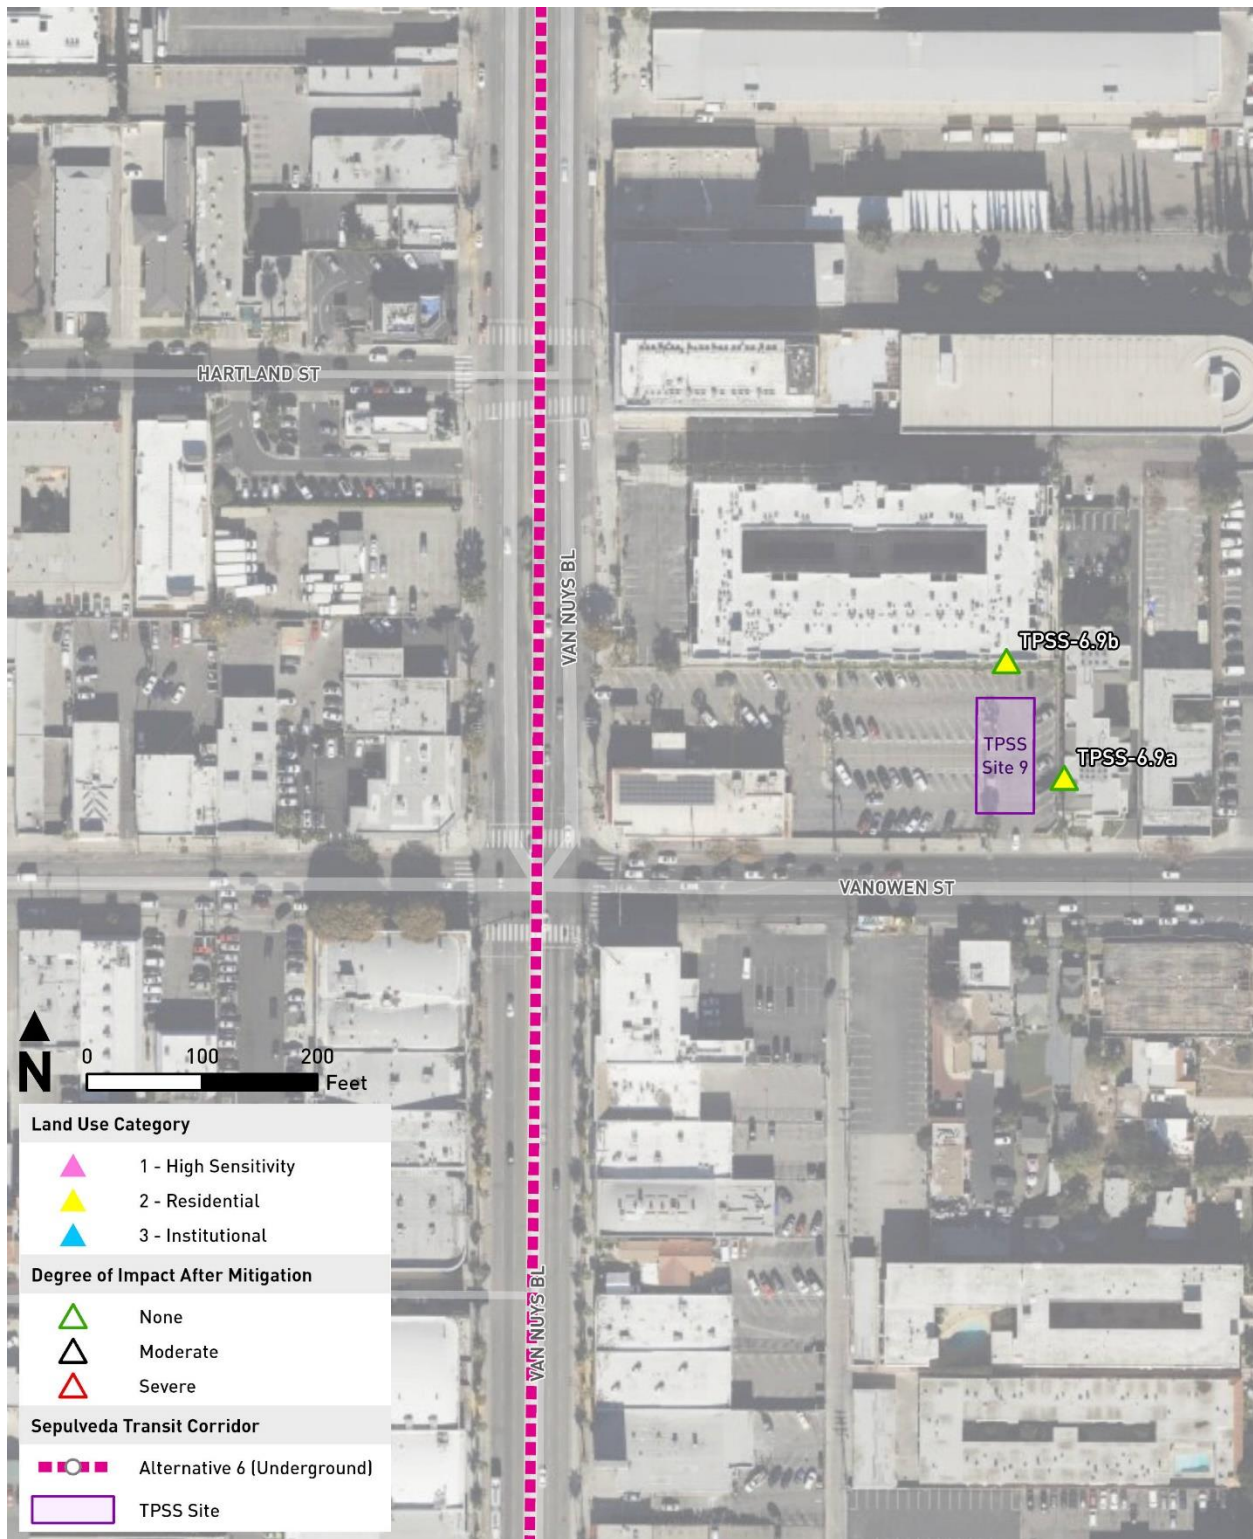 HARTLAND ST
VAN NUYS BL
TPSS-6.9b
TPSS
Site 9
TPSS-6.9a
VANOWEN ST
N
0 100 200
Feet
VAN NUYS BL
Land Use Category
1 - High Sensitivity
2 - Residential
3 - Institutional
Degree of Impact After Mitigation
None
Moderate
Severe
Sepulveda Transit Corridor
Alternative 6 (Underground)
TPSS Site